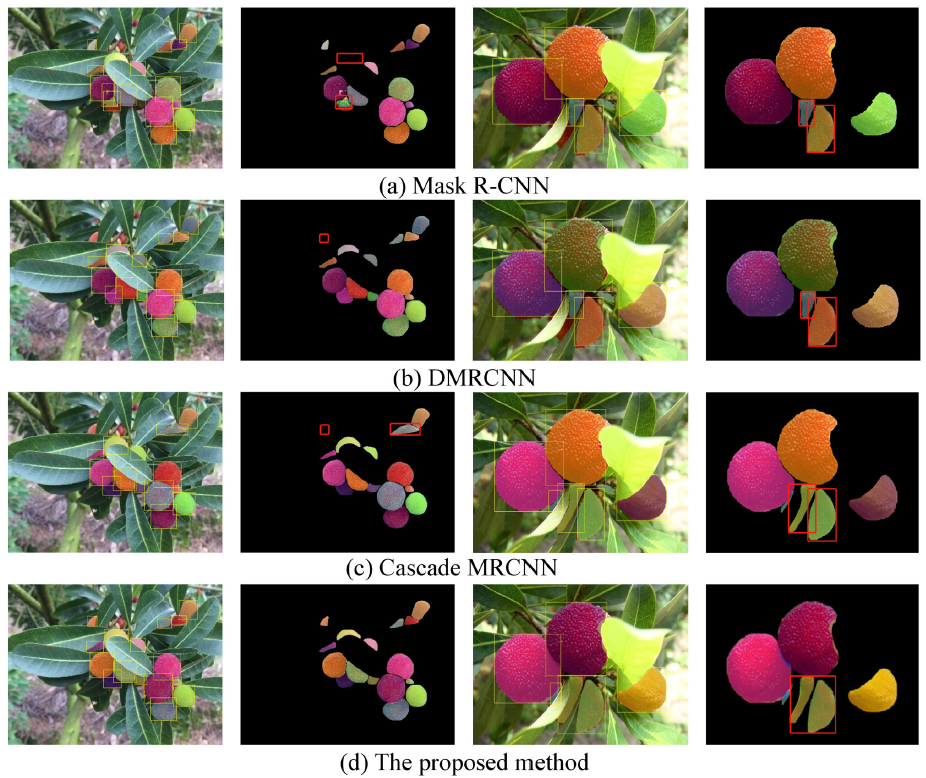 (a) Mask R-CNN
(b) DMRCNN
(c) Cascade MRCNN
(d) The proposed method